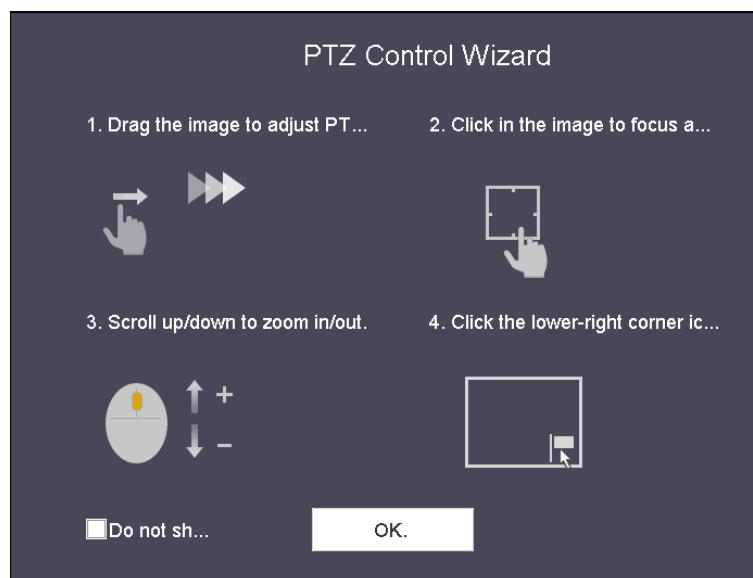 PTZ Control Wizard
1. Drag the image to adjust PT...
2. Click in the image to focus a...
3. Scroll up/down to zoom in/out.
4. Click the lower-right corner ic...
Do not sh...
OK.